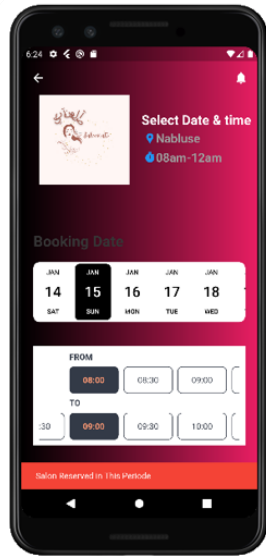 6:24
Select Date & time
Nabluse
08am-12am
Booking Date
JAN JAN JAN JAN JAN
14 15 16 17 18
SAT SUN MON TUE WED
FROM
08:00 08:30 09:00
TO
:30 09:00 09:30 10:00
Salon Reserved In This Periode